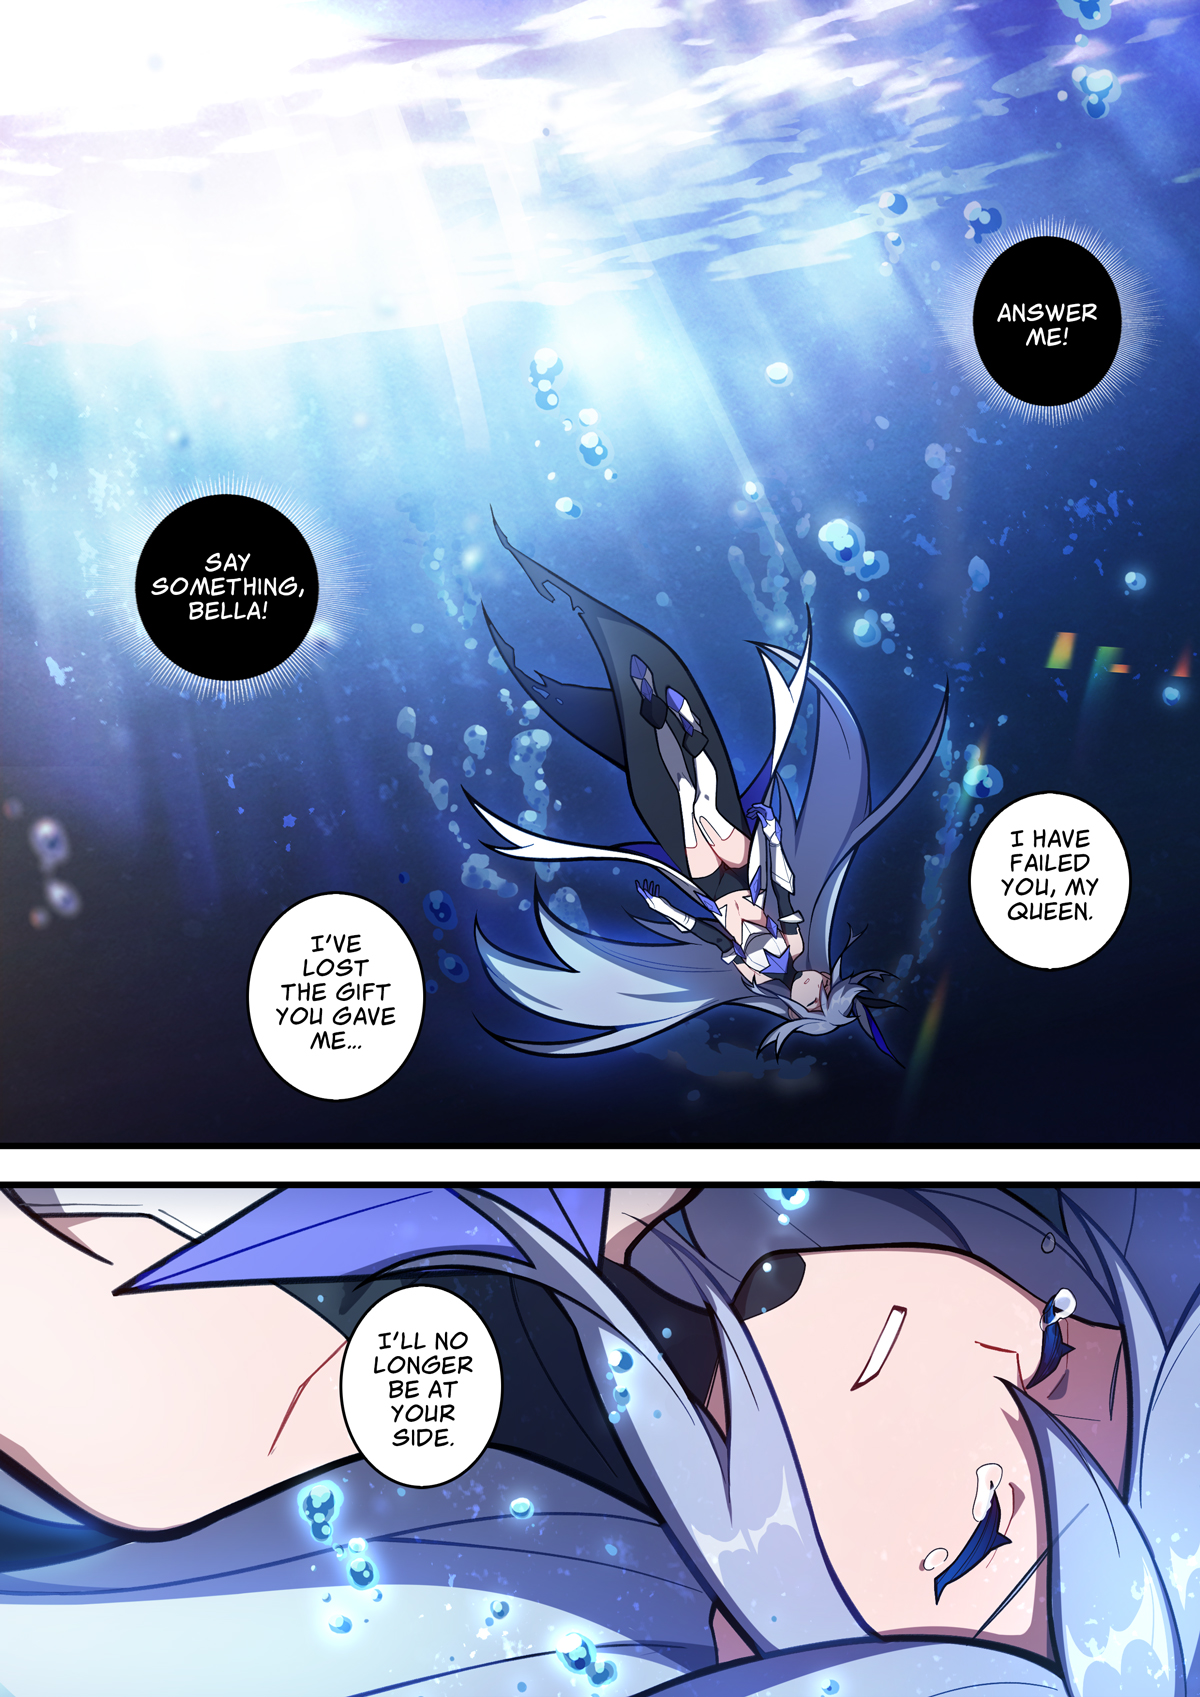 ANSWER
ME!
SAY
SOMETHING,
BELLA!
I HAVE
FAILED
YOU, MY
QUEEN.
I'VE
LOST
THE GIFT
YOU GAVE
ME...
I'LL NO
LONGER
BE AT
YOUR
SIDE.